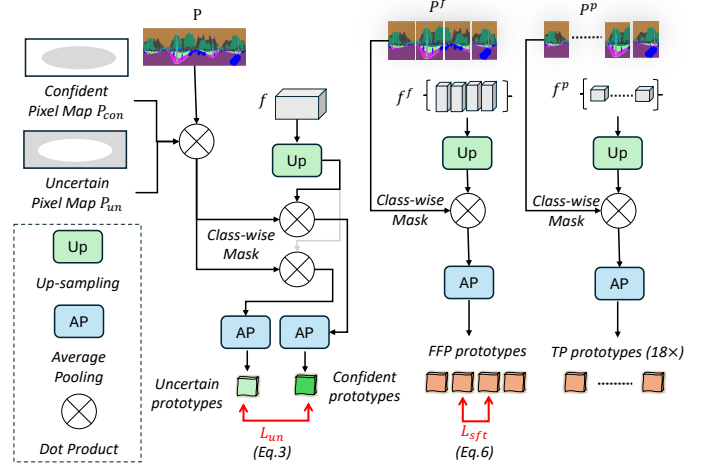 P
Confident
Pixel Map P_con
Uncertain
Pixel Map P_un
f
Up
Class-wise
Mask
AP
AP
Uncertain
prototypes
Confident
prototypes
L_un
(Eq.3)
Up
Up-sampling
AP
Average
Pooling
Dot Product
P^f
f^f
Up
Class-wise
Mask
AP
FFP prototypes
L_sft
(Eq.6)
P^p
f^p
Up
Class-wise
Mask
AP
TP prototypes (18×)